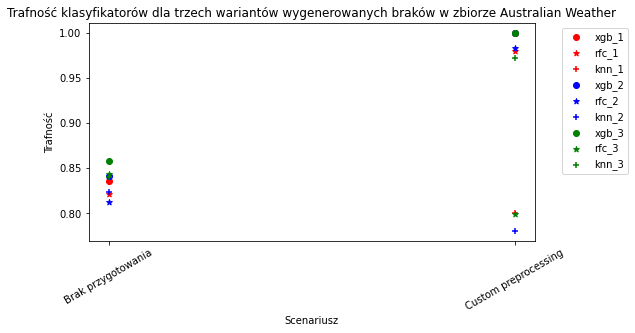 Trafność klasyfikatorów dla trzech wariantów wygenerowanych braków w zbiorze Australian Weather
1.00
0.95
0.90
0.85
0.80
Trafność
Brak przygotowania
Custom preprocessing
Scenariusz
xgb_1
rfc_1
knn_1
xgb_2
rfc_2
knn_2
xgb_3
rfc_3
knn_3